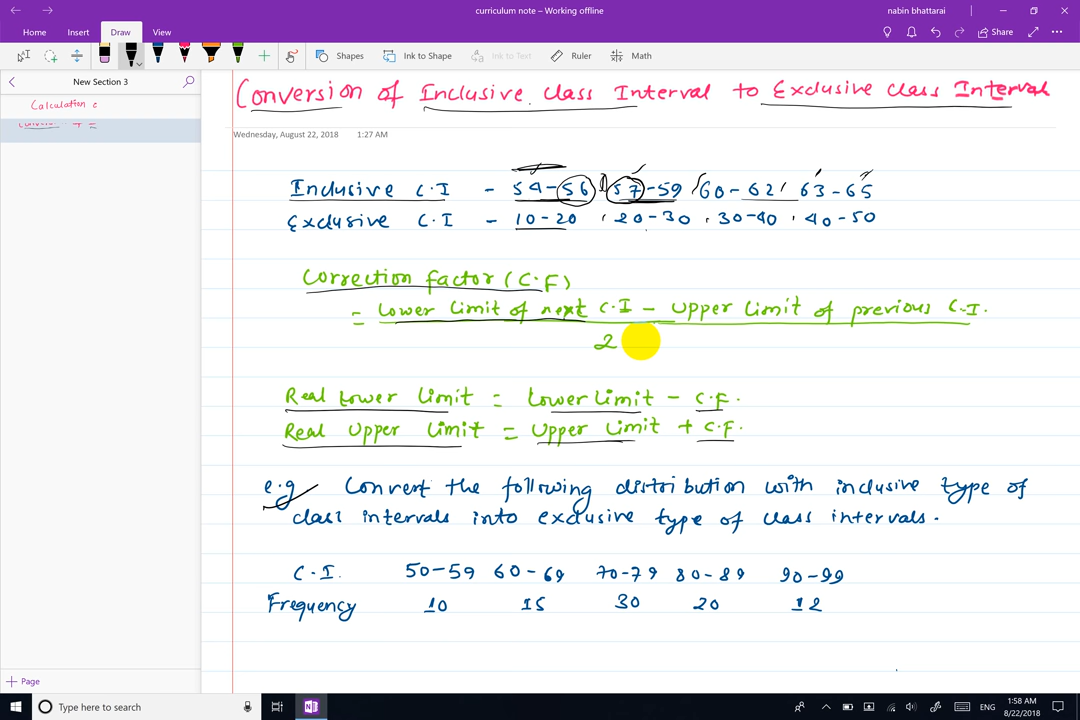 curriculum note – Working offline
nabin bhattarai
Home Insert Draw View
Share
Shapes Ink to Shape Ink to Text Ruler Math
New Section 3
Calculation c
Conversion of Inclusive class Interval to Exclusive class Interval
Wednesday, August 22, 2018 1:27 AM
Inclusive C.I - 54-56, 57-59, 60-62, 63-65
Exclusive C.I - 10-20, 20-30, 30-40, 40-50
Correction factor (C.F)
= Lower Limit of next C.I - Upper limit of previous C.I.
2
Real Lower limit = Lower Limit - C.F.
Real Upper Limit = Upper Limit + C.F.
e.g Convert the following distribution with inclusive type of
class intervals into exclusive type of class intervals.
C.I. 50-59 60-69 70-79 80-89 90-99
Frequency 10 15 30 20 12
Page
Type here to search
ENG
1:58 AM
8/22/2018